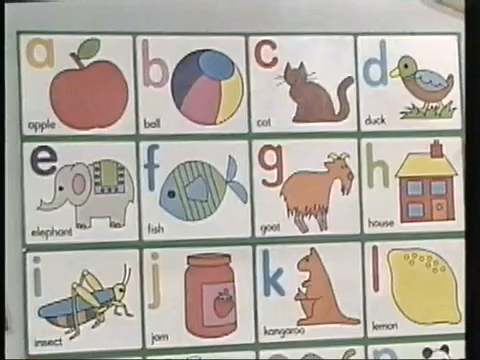 a
apple
b
ball
c
cat
d
duck
e
elephant
f
fish
g
goat
h
house
i
insect
j
jam
k
kangaroo
l
lemon